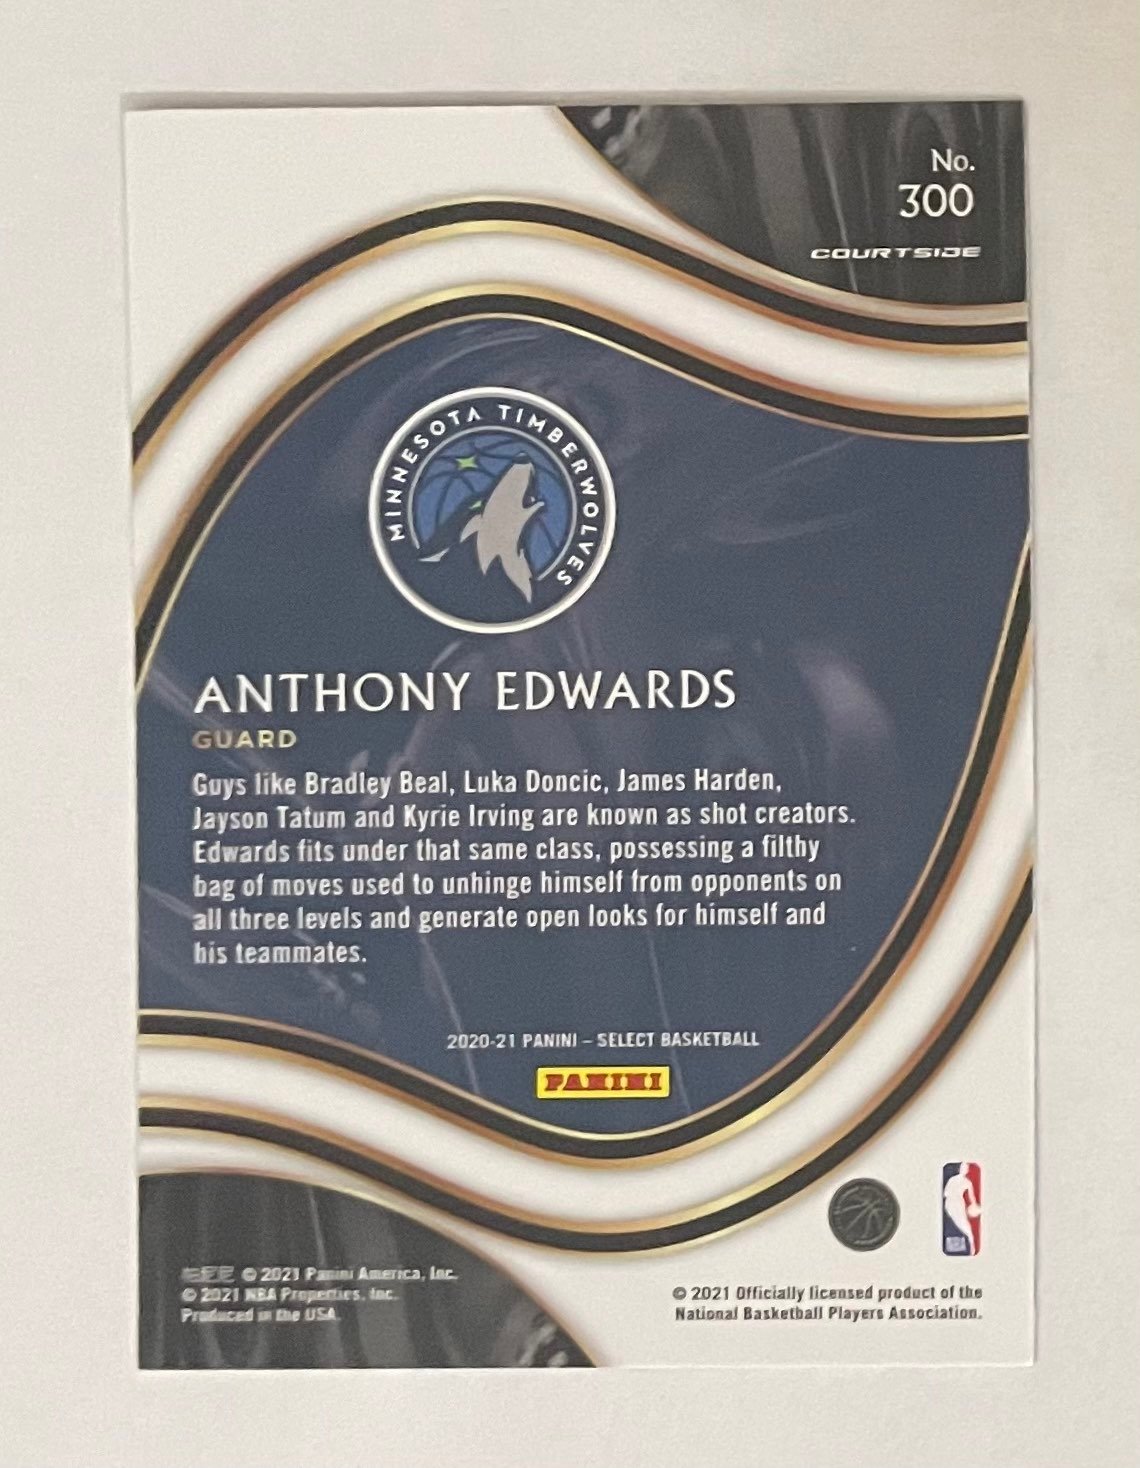 No.
300
COURTSIDE
MINNESOTA TIMBERWOLVES
ANTHONY EDWARDS
GUARD
Guys like Bradley Beal, Luka Doncic, James Harden,
Jayson Tatum and Kyrie Irving are known as shot creators.
Edwards fits under that same class, possessing a filthy
bag of moves used to unhinge himself from opponents on
all three levels and generate open looks for himself and
his teammates.
2020-21 PANINI – SELECT BASKETBALL
PANINI
NBA
© 2021 Panini America, Inc.
© 2021 NBA Properties, Inc.
Produced in the USA.
© 2021 Officially licensed product of the
National Basketball Players Association.